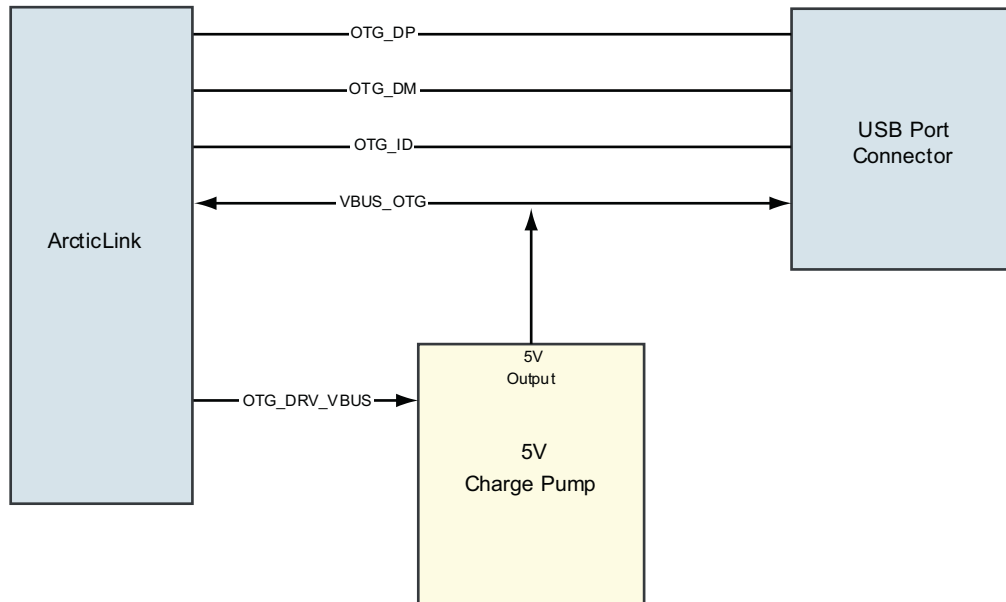 OTG_DP
OTG_DM
OTG_ID
VBUS_OTG
USB Port
Connector
ArcticLink
5V
Output
OTG_DRV_VBUS
5V
Charge Pump